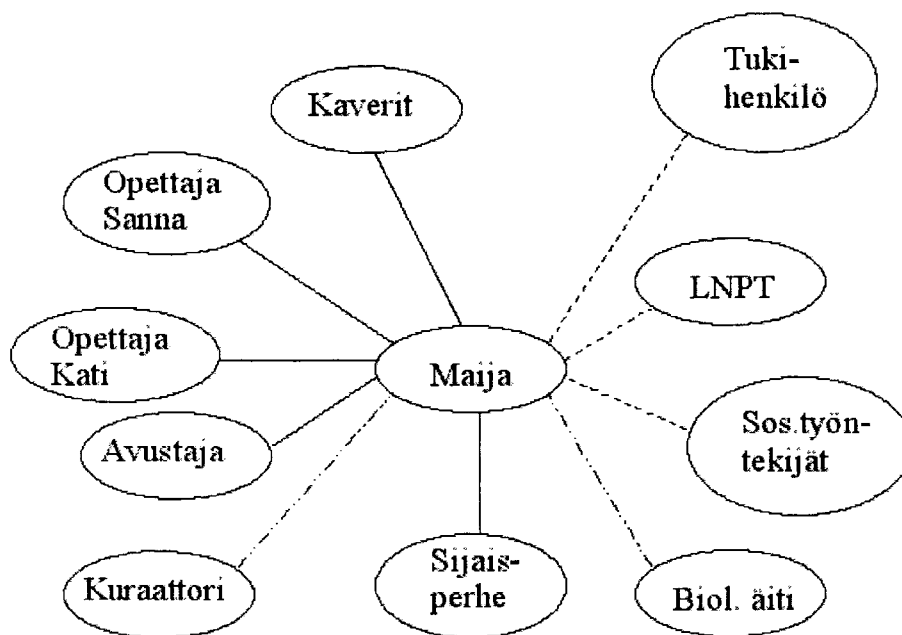 Tuki-
henkilö
Kaverit
Opettaja
Sanna
LNPT
Opettaja
Kati
Maija
Sos.työn-
tekijät
Avustaja
Kuraattori
Sijais-
perhe
Biol. äiti